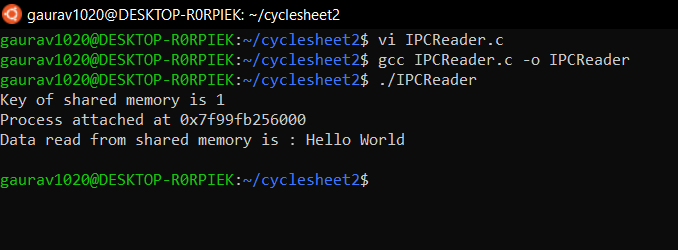 gaurav1020@DESKTOP-R0RPIEK: ~/cyclesheet2
gaurav1020@DESKTOP-R0RPIEK:~/cyclesheet2$ vi IPCReader.c
gaurav1020@DESKTOP-R0RPIEK:~/cyclesheet2$ gcc IPCReader.c -o IPCReader
gaurav1020@DESKTOP-R0RPIEK:~/cyclesheet2$ ./IPCReader
Key of shared memory is 1
Process attached at 0x7f99fb256000
Data read from shared memory is : Hello World
gaurav1020@DESKTOP-R0RPIEK:~/cyclesheet2$